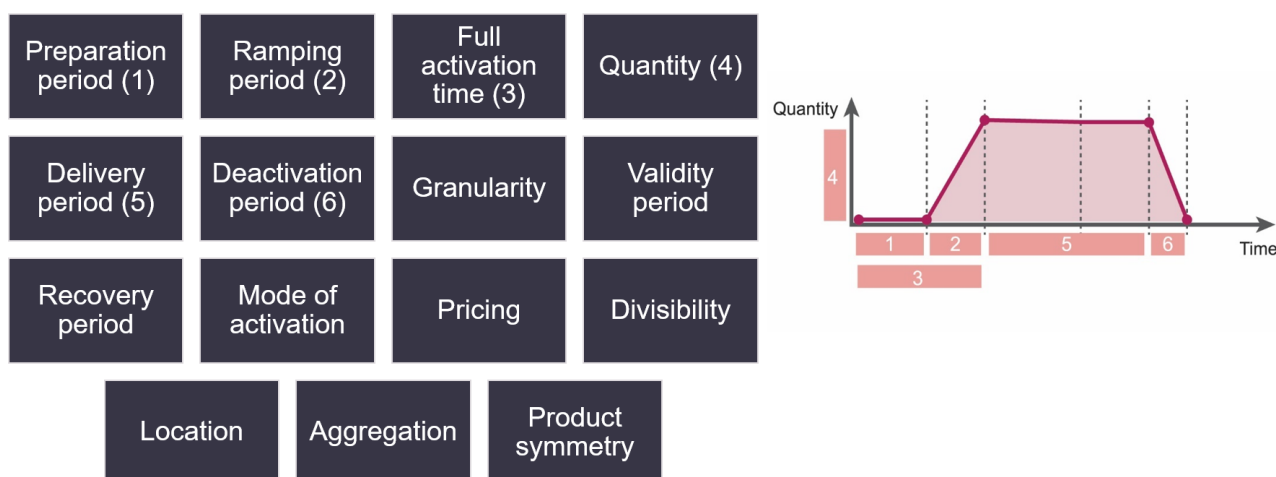 Preparation
period (1)
Ramping
period (2)
Full
activation
time (3)
Quantity (4)
Delivery
period (5)
Deactivation
period (6)
Granularity
Validity
period
Recovery
period
Mode of
activation
Pricing
Divisibility
Location
Aggregation
Product
symmetry
Quantity
4
1
2
5
6
Time
3